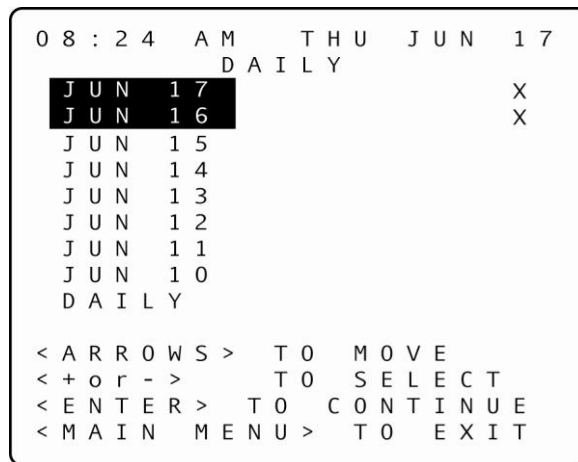 08:24 AM THU JUN 17
DAILY
JUN 17 X
JUN 16 X
JUN 15
JUN 14
JUN 13
JUN 12
JUN 11
JUN 10
DAILY
<ARROWS> TO MOVE
<+or-> TO SELECT
<ENTER> TO CONTINUE
<MAIN MENU> TO EXIT